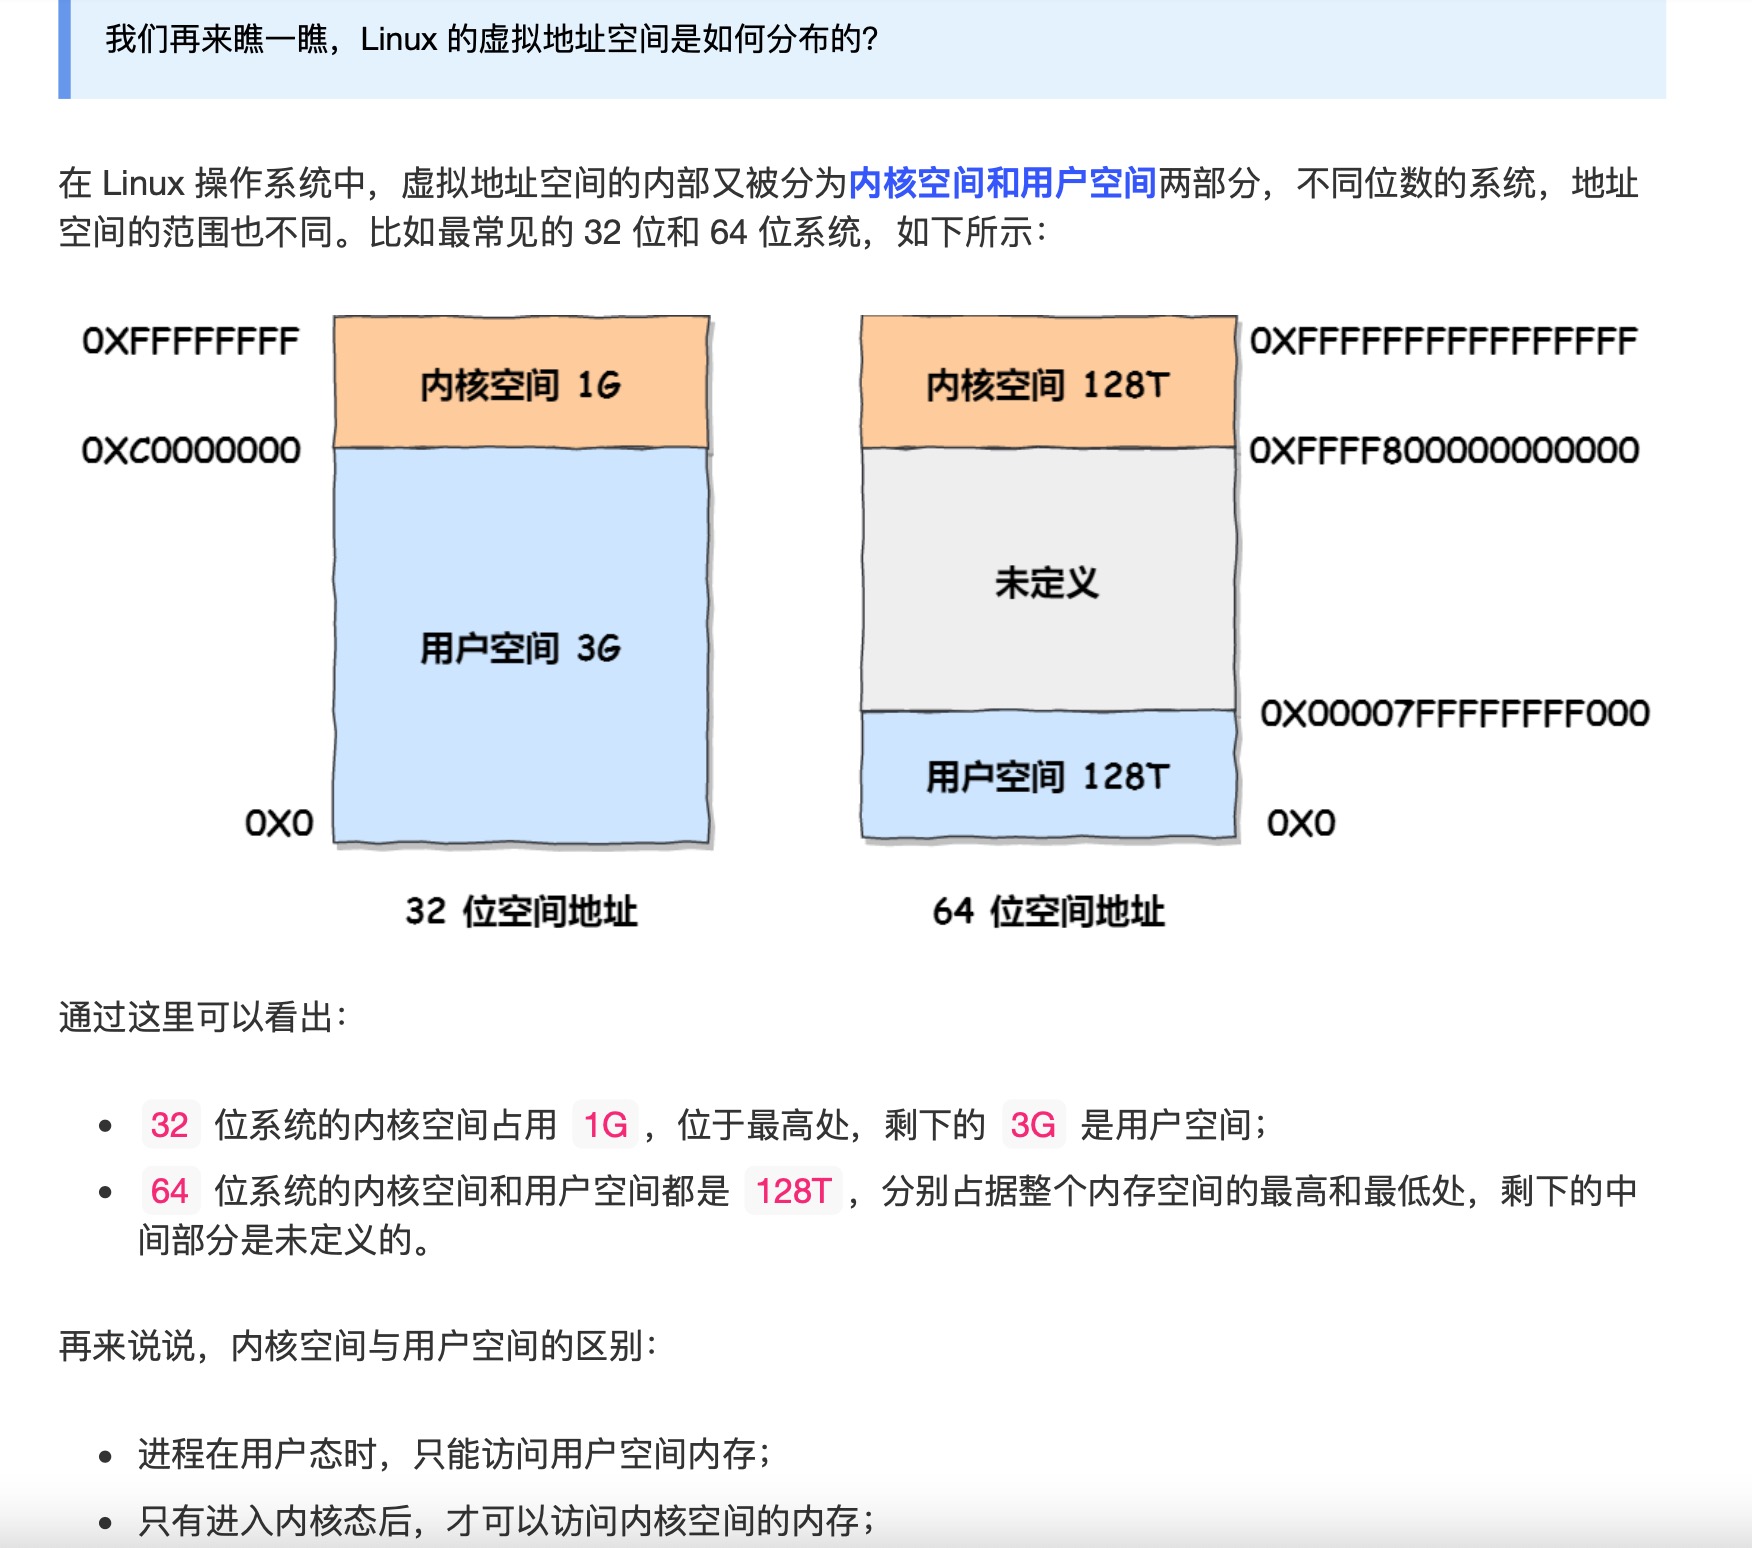 我们再来瞧一瞧，Linux 的虚拟地址空间是如何分布的？
在 Linux 操作系统中，虚拟地址空间的内部又被分为内核空间和用户空间两部分，不同位数的系统，地址
空间的范围也不同。比如最常见的 32 位和 64 位系统，如下所示：
0XFFFFFFFF
内核空间 1G
0XC0000000
用户空间 3G
0X0
32 位空间地址
内核空间 128T
0XFFFFFFFFFFFFFFFF
0XFFFF800000000000
未定义
0X00007FFFFFFFF000
用户空间 128T
0X0
64 位空间地址
通过这里可以看出：
• 32 位系统的内核空间占用 1G ，位于最高处，剩下的 3G 是用户空间；
• 64 位系统的内核空间和用户空间都是 128T ，分别占据整个内存空间的最高和最低处，剩下的中
间部分是未定义的。
再来说说，内核空间与用户空间的区别：
• 进程在用户态时，只能访问用户空间内存；
• 只有进入内核态后，才可以访问内核空间的内存；